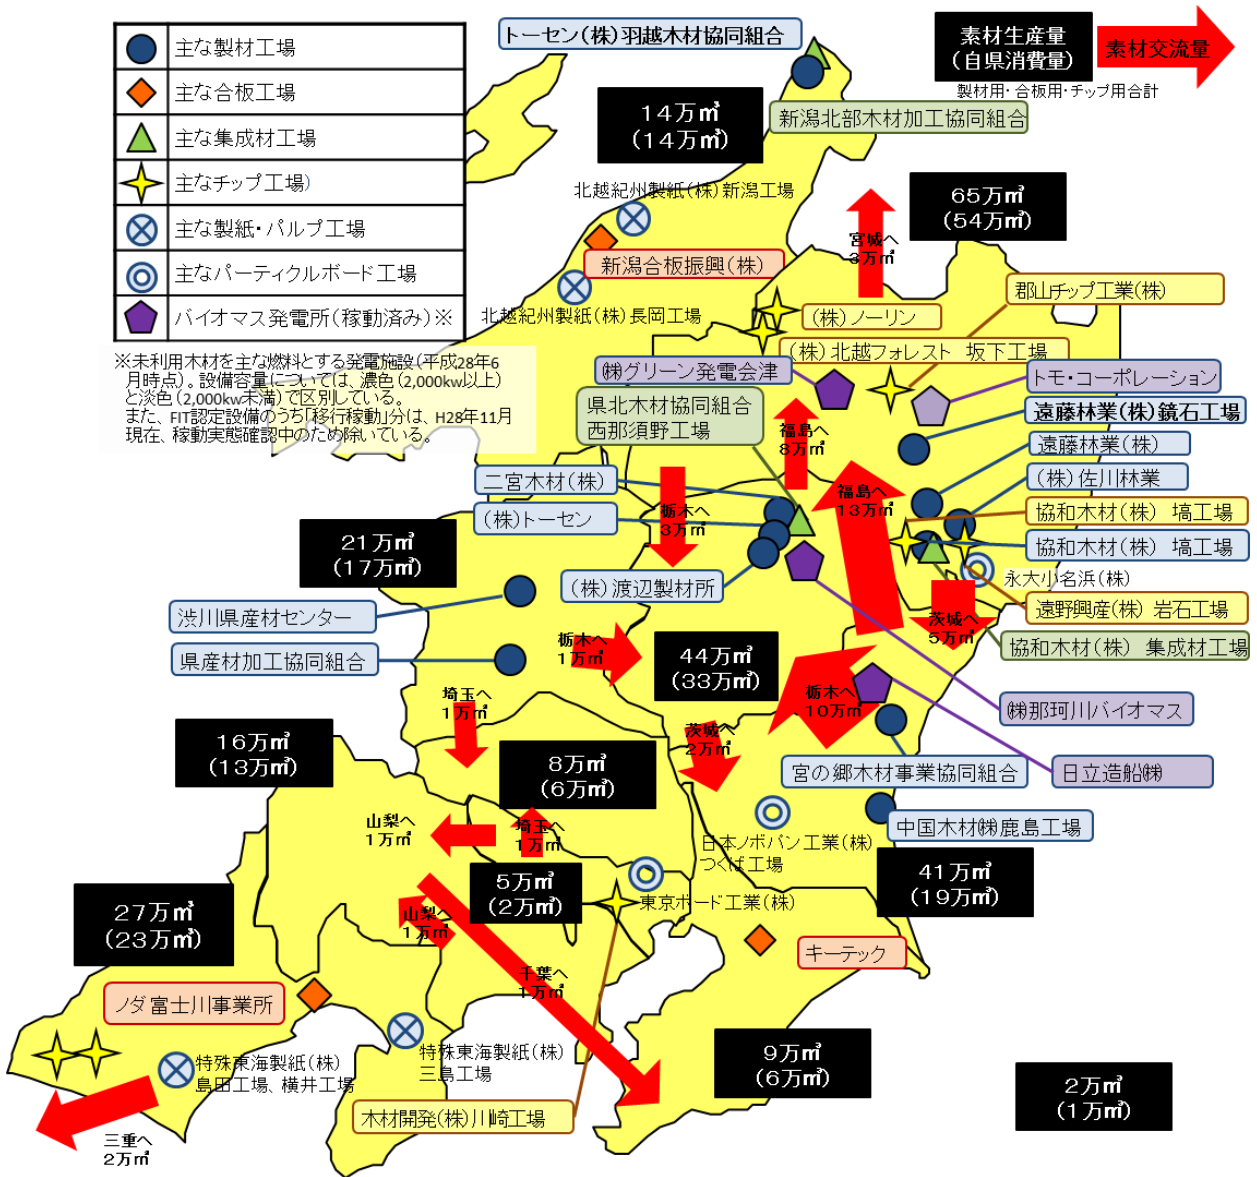 主な製材工場
主な合板工場
主な集成材工場
主なチップ工場)
主な製紙・パルプ工場
主なパーティクルボード工場
バイオマス発電所(稼動済み)※
※未利用木材を主な燃料とする発電施設(平成28年6
月時点)。設備容量については、濃色(2,000kw以上)
と淡色(2,000kw未満)で区別している。
また、FIT認定設備のうち「移行稼動」分は、H28年11月
現在、稼動実態確認中のため除いている。
トーセン(株)羽越木材協同組合
素材生産量
(自県消費量)
素材交流量
製材用・合板用・チップ用合計
14万㎥
(14万㎥)
新潟北部木材加工協同組合
北越紀州製紙(株)新潟工場
新潟合板振興(株)
北越紀州製紙(株)長岡工場
65万㎥
(54万㎥)
宮城へ
3万㎥
郡山チップ工業(株)
(株)ノーリン
(株)北越フォレスト 坂下工場
㈱グリーン発電会津
トモ・コーポレーション
県北木材協同組合
西那須野工場
福島へ
8万㎥
遠藤林業(株)鏡石工場
遠藤林業(株)
(株)佐川林業
二宮木材(株)
(株)トーセン
栃木へ
3万㎥
福島へ
13万㎥
協和木材(株) 塙工場
協和木材(株) 塙工場
21万㎥
(17万㎥)
(株)渡辺製材所
永大小名浜(株)
遠野興産(株) 岩石工場
渋川県産材センター
茨城へ
5万㎥
協和木材(株) 集成材工場
県産材加工協同組合
栃木へ
1万㎥
44万㎥
(33万㎥)
栃木へ
10万㎥
㈱那珂川バイオマス
埼玉へ
1万㎥
茨城へ
2万㎥
16万㎥
(13万㎥)
8万㎥
(6万㎥)
宮の郷木材事業協同組合
日立造船㈱
山梨へ
1万㎥
埼玉へ
1万㎥
日本ノボパン工業(株)
つくば工場
中国木材㈱鹿島工場
5万㎥
(2万㎥)
41万㎥
(19万㎥)
27万㎥
(23万㎥)
山梨へ
1万㎥
東京ボード工業(株)
キーテック
千葉へ
1万㎥
ノダ富士川事業所
特殊東海製紙(株)
島田工場、横井工場
特殊東海製紙(株)
三島工場
9万㎥
(6万㎥)
木材開発(株)川崎工場
2万㎥
(1万㎥)
三重へ
2万㎥